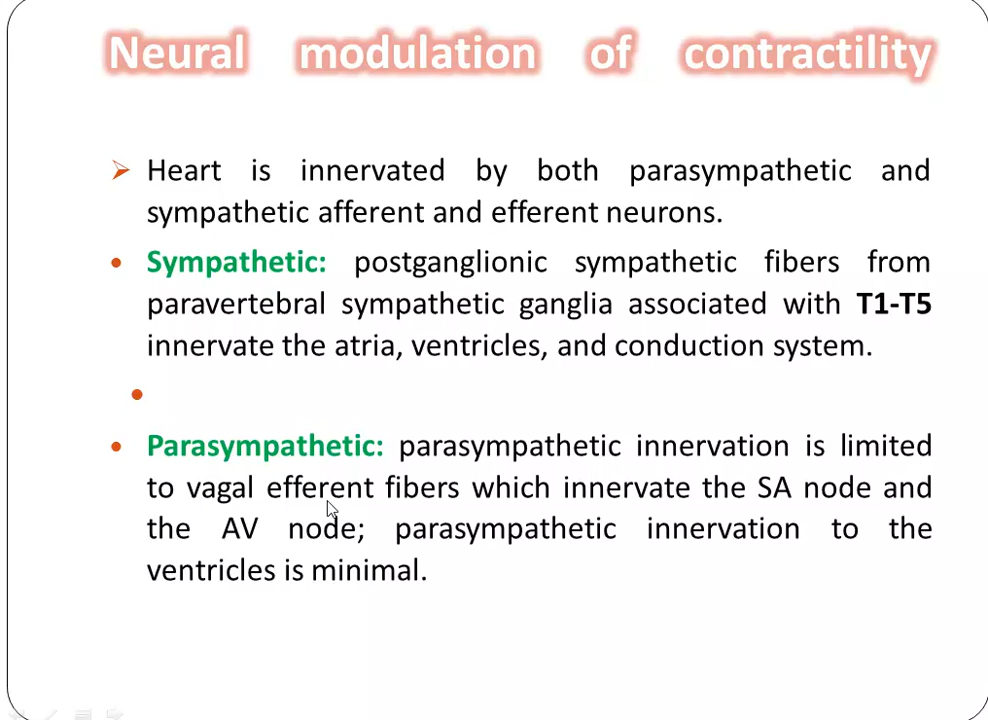 Neural modulation of contractility
Heart is innervated by both parasympathetic and
sympathetic afferent and efferent neurons.
Sympathetic: postganglionic sympathetic fibers from
paravertebral sympathetic ganglia associated with T1-T5
innervate the atria, ventricles, and conduction system.
Parasympathetic: parasympathetic innervation is limited
to vagal efferent fibers which innervate the SA node and
the AV node; parasympathetic innervation to the
ventricles is minimal.